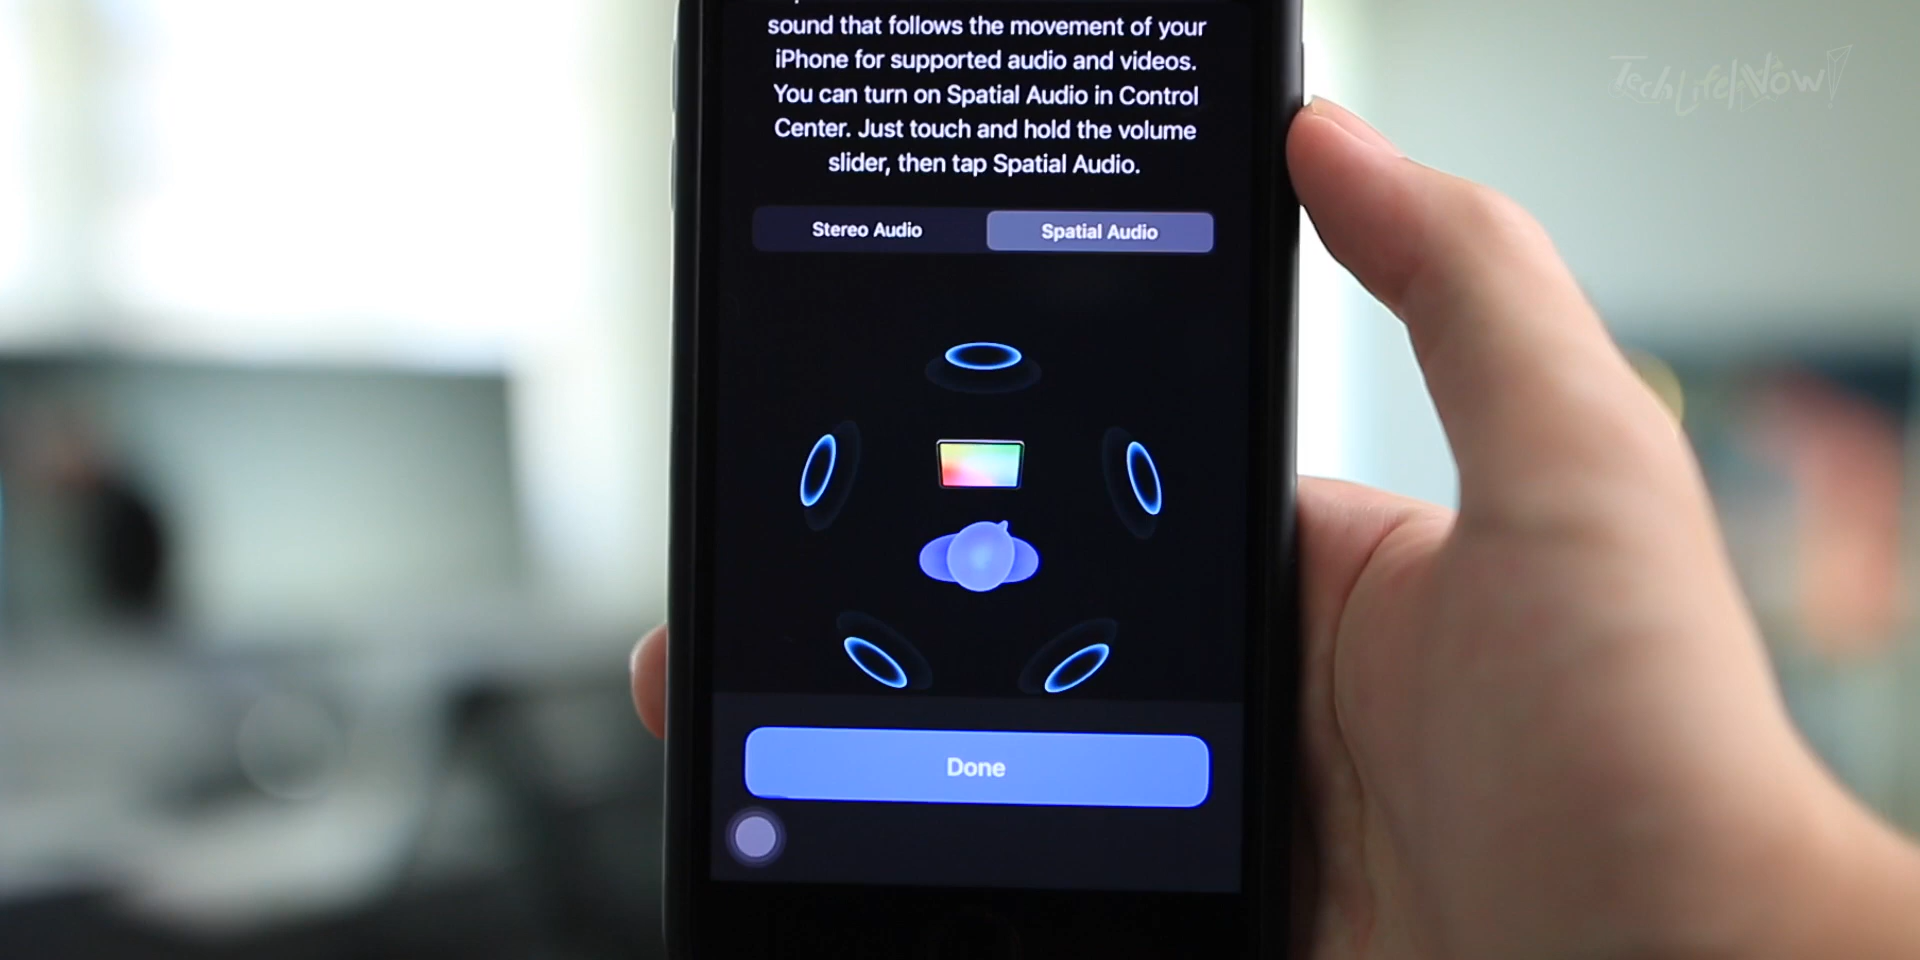 sound that follows the movement of your
iPhone for supported audio and videos.
You can turn on Spatial Audio in Control
Center. Just touch and hold the volume
slider, then tap Spatial Audio.
Stereo Audio
Spatial Audio
Done
TechLifeNow